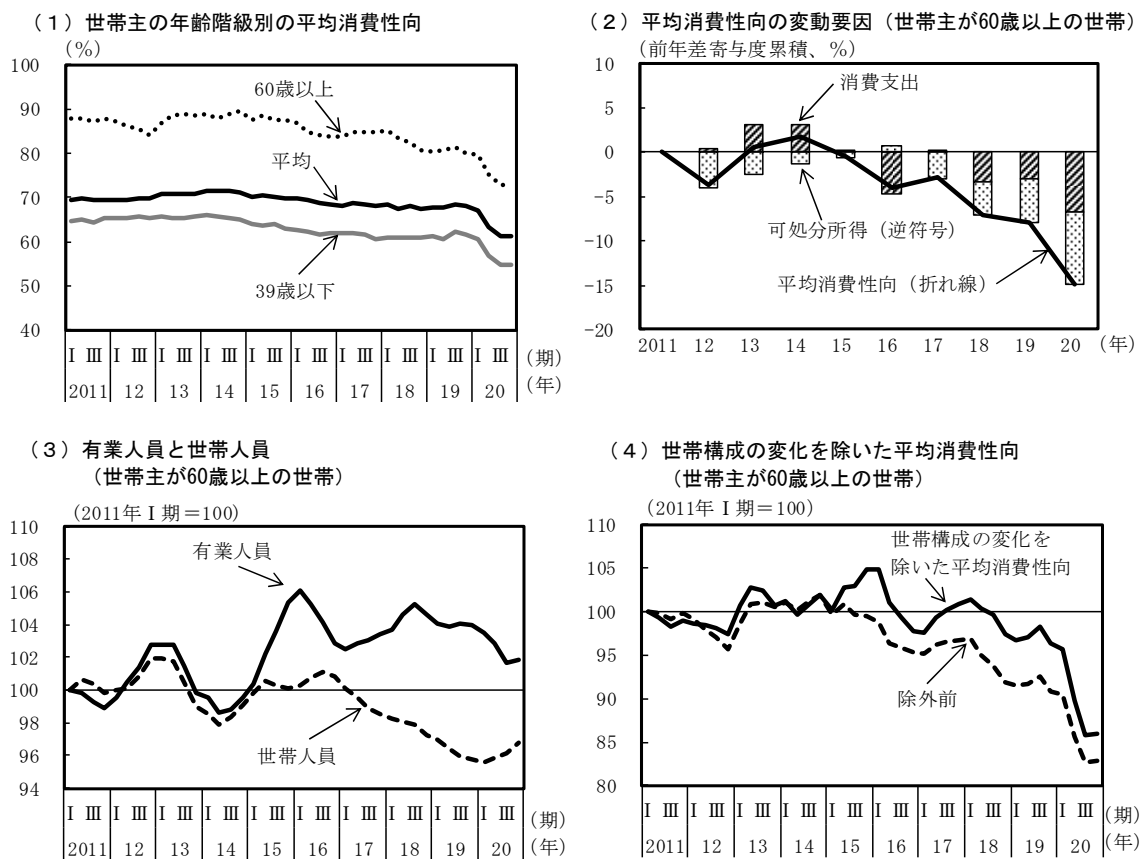 （１）世帯主の年齢階級別の平均消費性向
（%）
100
90
80
70
60
50
40
60歳以上
平均
39歳以下
Ⅰ Ⅲ Ⅰ Ⅲ Ⅰ Ⅲ Ⅰ Ⅲ Ⅰ Ⅲ Ⅰ Ⅲ Ⅰ Ⅲ Ⅰ Ⅲ Ⅰ Ⅲ Ⅰ Ⅲ （期）
2011 12 13 14 15 16 17 18 19 20 （年）
（２）平均消費性向の変動要因（世帯主が60歳以上の世帯）
（前年差寄与度累積、%）
10
5
0
-5
-10
-15
-20
消費支出
可処分所得（逆符号）
平均消費性向（折れ線）
2011 12 13 14 15 16 17 18 19 20 （年）
（３）有業人員と世帯人員
（世帯主が60歳以上の世帯）
（2011年Ⅰ期＝100）
110
108
106
104
102
100
98
96
94
有業人員
世帯人員
Ⅰ Ⅲ Ⅰ Ⅲ Ⅰ Ⅲ Ⅰ Ⅲ Ⅰ Ⅲ Ⅰ Ⅲ Ⅰ Ⅲ Ⅰ Ⅲ Ⅰ Ⅲ Ⅰ Ⅲ （期）
2011 12 13 14 15 16 17 18 19 20 （年）
（４）世帯構成の変化を除いた平均消費性向
（世帯主が60歳以上の世帯）
（2011年Ⅰ期＝100）
110
105
100
95
90
85
80
世帯構成の変化を
除いた平均消費性向
除外前
Ⅰ Ⅲ Ⅰ Ⅲ Ⅰ Ⅲ Ⅰ Ⅲ Ⅰ Ⅲ Ⅰ Ⅲ Ⅰ Ⅲ Ⅰ Ⅲ Ⅰ Ⅲ Ⅰ Ⅲ （期）
2011 12 13 14 15 16 17 18 19 20 （年）